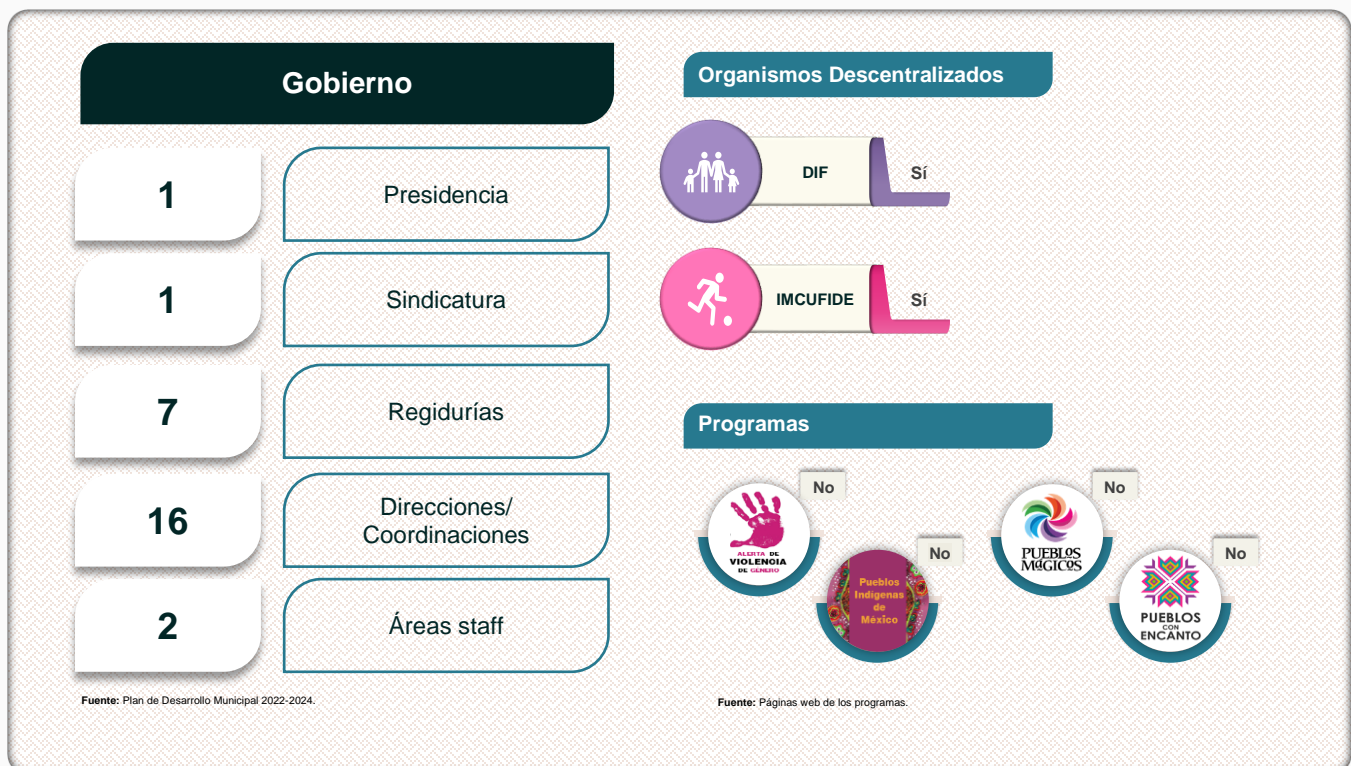 Gobierno
1
Presidencia
1
Sindicatura
7
Regidurías
16
Direcciones/
Coordinaciones
2
Áreas staff
Fuente: Plan de Desarrollo Municipal 2022-2024.
Organismos Descentralizados
DIF
Sí
IMCUFIDE
Sí
Programas
No
ALERTA DE
VIOLENCIA
DE GÉNERO
No
Pueblos
Indígenas
de
México
No
PUEBLOS
MáGICOS
No
PUEBLOS
CON
ENCANTO
Fuente: Páginas web de los programas.